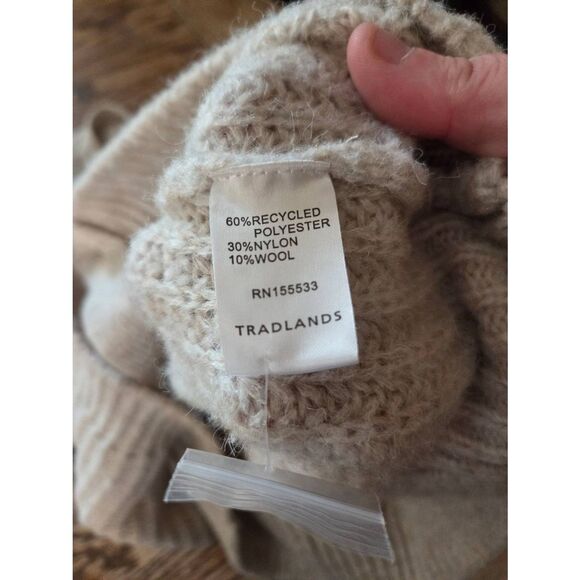 60%RECYCLED
POLYESTER
30%NYLON
10%WOOL
RN155533
TRADLANDS